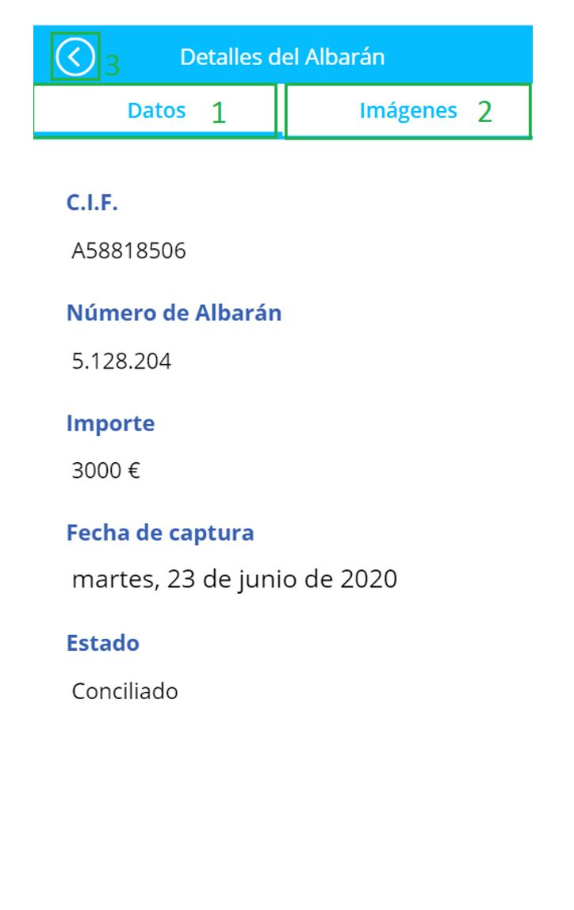 3 Detalles del Albarán
Datos 1 Imágenes 2
C.I.F.
A58818506
Número de Albarán
5.128.204
Importe
3000 €
Fecha de captura
martes, 23 de junio de 2020
Estado
Conciliado